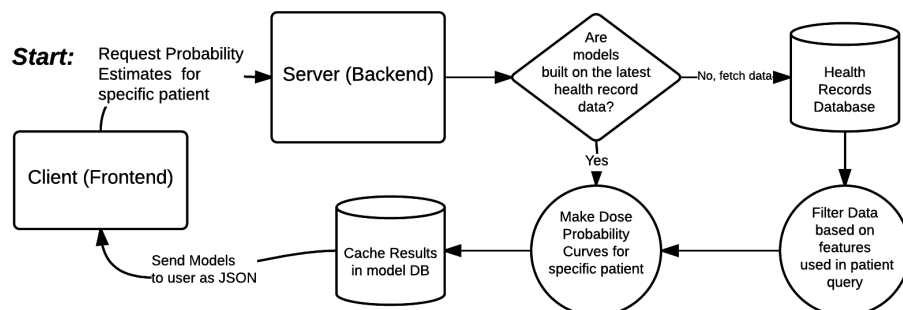 Start:
Request Probability
Estimates for
specific patient
Server (Backend)
Are
models
built on the latest
health record
data?
No, fetch data
Health
Records
Database
Client (Frontend)
Yes
Send Models
to user as JSON
Cache Results
in model DB
Make Dose
Probability
Curves for
specific patient
Filter Data
based on
features
used in patient
query